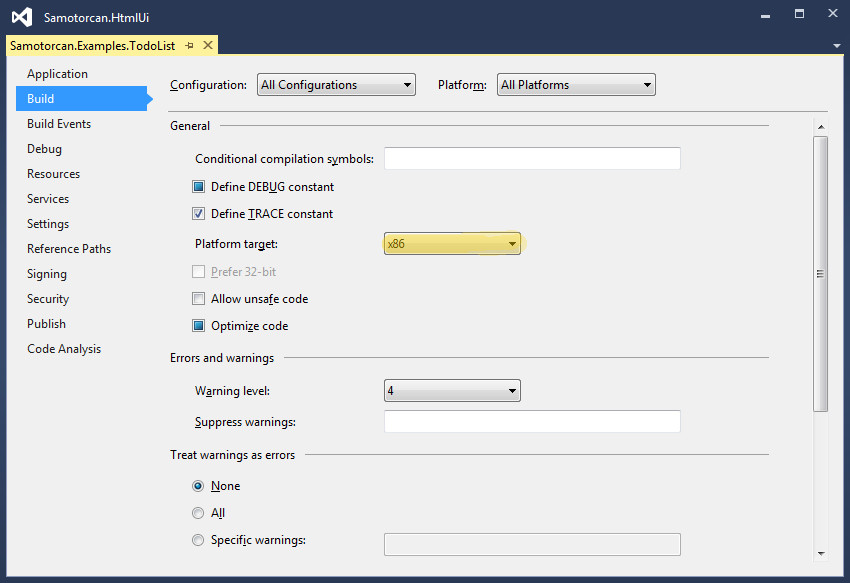 Samotorcan.HtmlUi
Samotorcan.Examples.TodoList
Application
Build
Build Events
Debug
Resources
Services
Settings
Reference Paths
Signing
Security
Publish
Code Analysis
Configuration: All Configurations Platform: All Platforms
General
Conditional compilation symbols:
Define DEBUG constant
Define TRACE constant
Platform target: x86
Prefer 32-bit
Allow unsafe code
Optimize code
Errors and warnings
Warning level: 4
Suppress warnings:
Treat warnings as errors
None
All
Specific warnings: